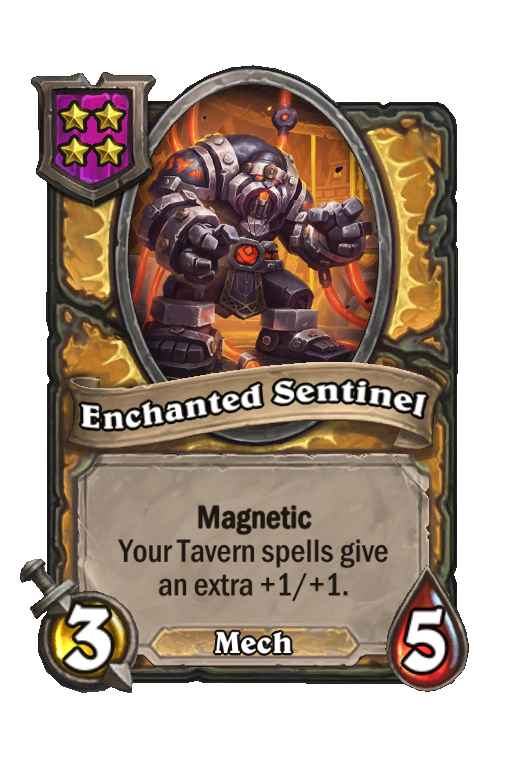 Enchanted Sentinel
Magnetic
Your Tavern spells give
an extra +1/+1.
3
Mech
5